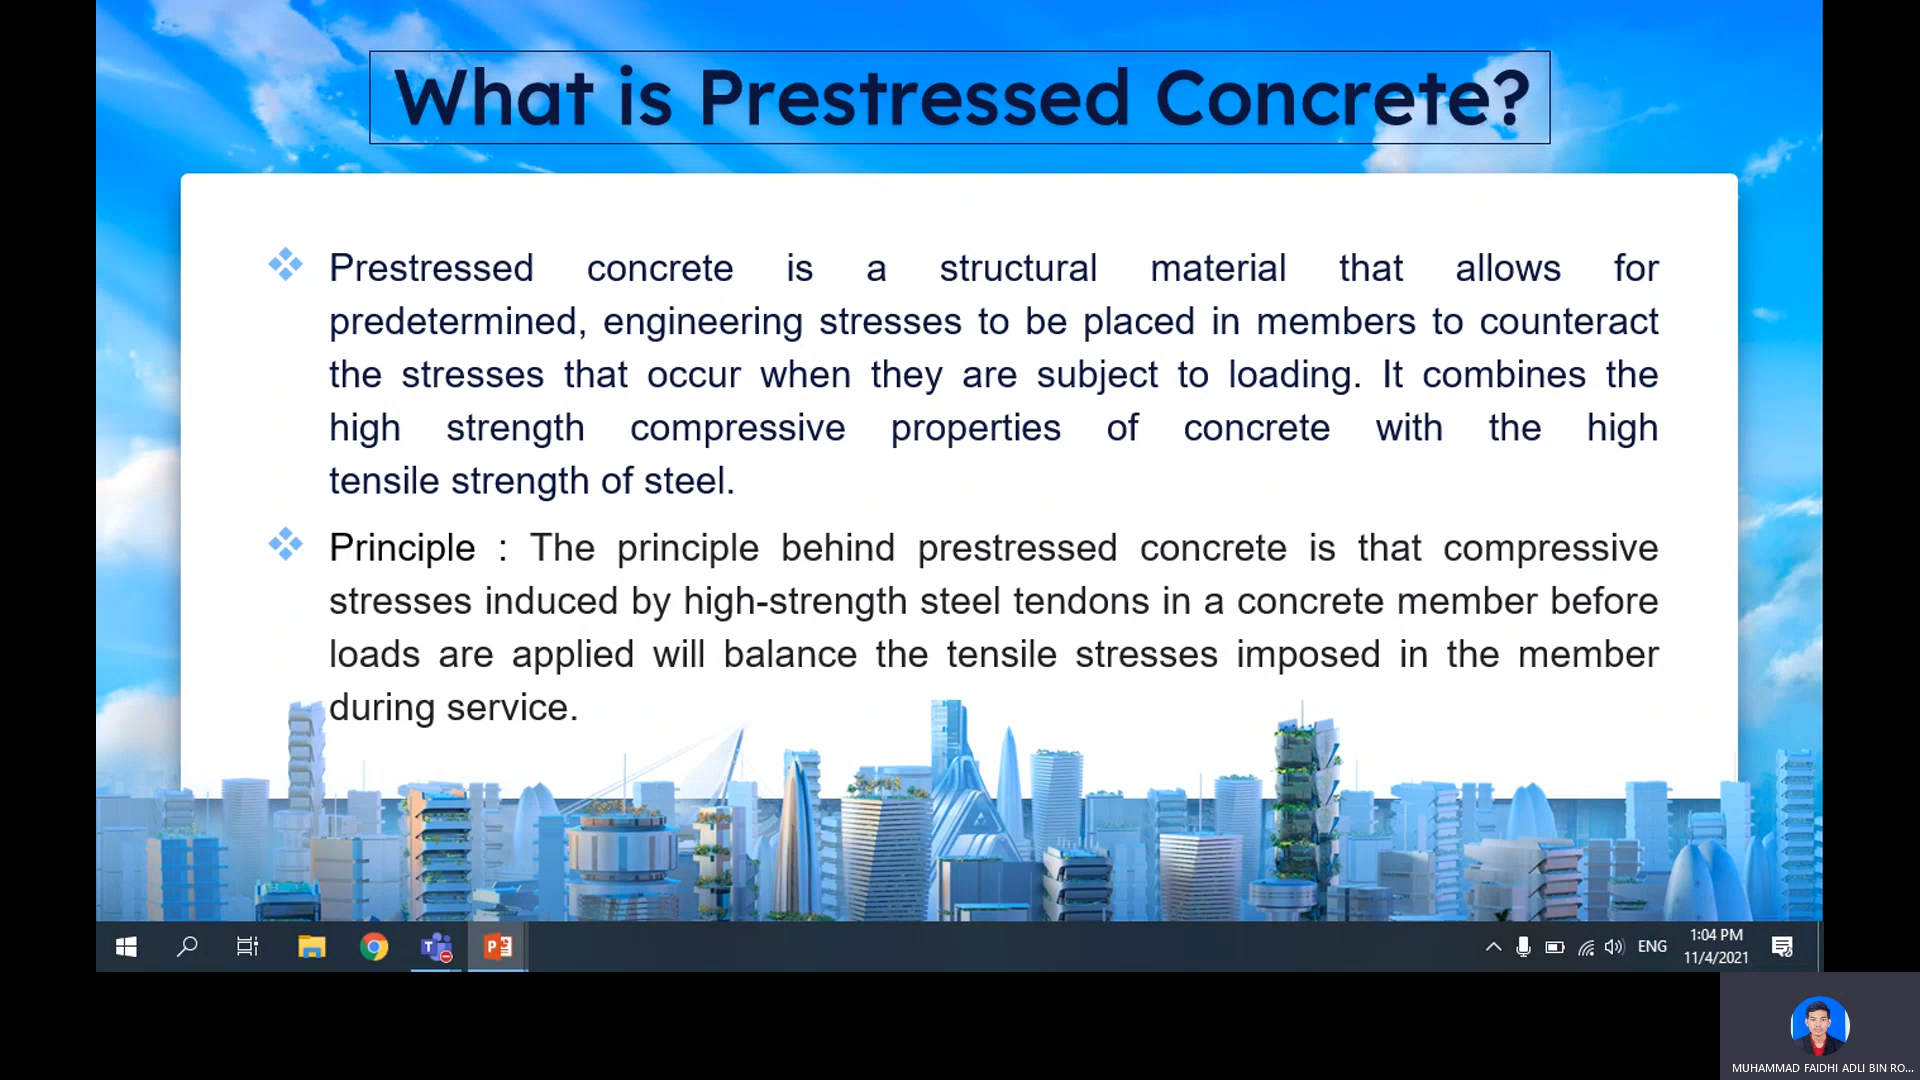 What is Prestressed Concrete?
Prestressed concrete is a structural material that allows for
predetermined, engineering stresses to be placed in members to counteract
the stresses that occur when they are subject to loading. It combines the
high strength compressive properties of concrete with the high
tensile strength of steel.
Principle : The principle behind prestressed concrete is that compressive
stresses induced by high-strength steel tendons in a concrete member before
loads are applied will balance the tensile stresses imposed in the member
during service.
ENG
1:04 PM
11/4/2021
MUHAMMAD FAIDHI ADLI BIN RO...